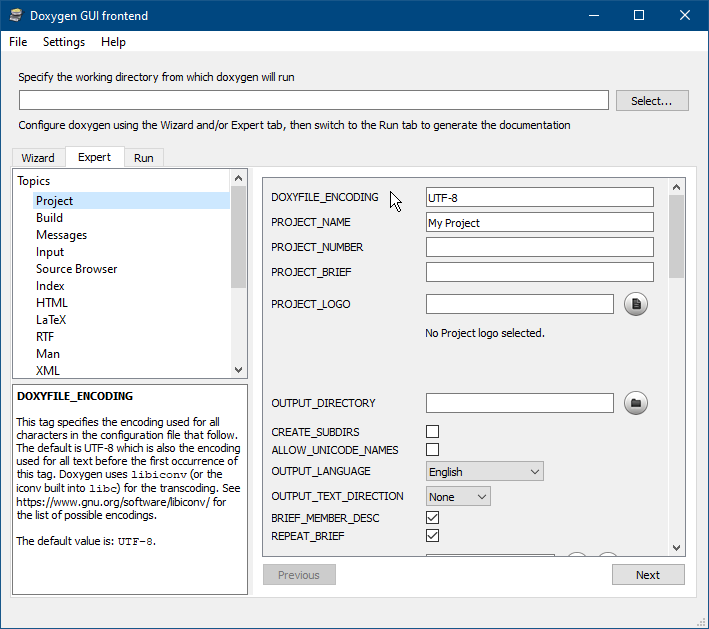 Doxygen GUI frontend
File Settings Help
Specify the working directory from which doxygen will run
Select...
Configure doxygen using the Wizard and/or Expert tab, then switch to the Run tab to generate the documentation
Wizard Expert Run
Topics
Project
Build
Messages
Input
Source Browser
Index
HTML
LaTeX
RTF
Man
XML
DOXYFILE_ENCODING
This tag specifies the encoding used for all
characters in the configuration file that follow.
The default is UTF-8 which is also the encoding
used for all text before the first occurrence of
this tag. Doxygen uses libiconv (or the
iconv built into libc) for the transcoding. See
https://www.gnu.org/software/libiconv/ for
the list of possible encodings.
The default value is: UTF-8.
DOXYFILE_ENCODING UTF-8
PROJECT_NAME My Project
PROJECT_NUMBER
PROJECT_BRIEF
PROJECT_LOGO
No Project logo selected.
OUTPUT_DIRECTORY
CREATE_SUBDIRS
ALLOW_UNICODE_NAMES
OUTPUT_LANGUAGE English
OUTPUT_TEXT_DIRECTION None
BRIEF_MEMBER_DESC
REPEAT_BRIEF
Previous Next